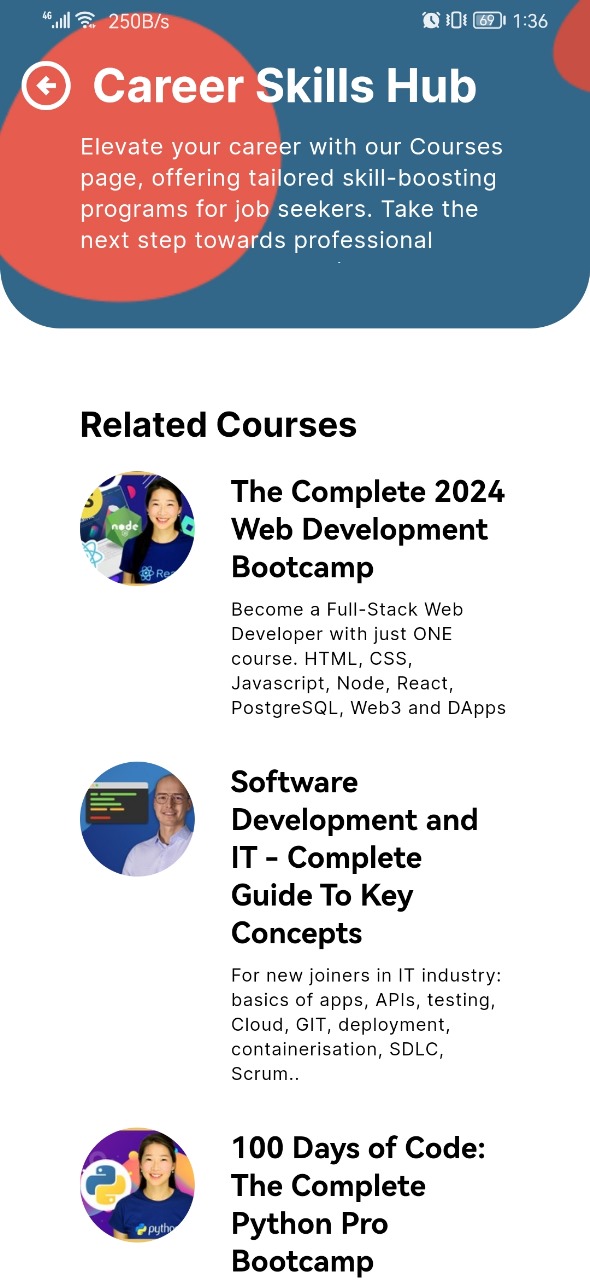 46 250B/s 69 1:36
Career Skills Hub
Elevate your career with our Courses
page, offering tailored skill-boosting
programs for job seekers. Take the
next step towards professional
Related Courses
The Complete 2024
Web Development
Bootcamp
node
Become a Full-Stack Web
Developer with just ONE
course. HTML, CSS,
Javascript, Node, React,
PostgreSQL, Web3 and DApps
Software
Development and
IT - Complete
Guide To Key
Concepts
For new joiners in IT industry:
basics of apps, APIs, testing,
Cloud, GIT, deployment,
containerisation, SDLC,
Scrum..
100 Days of Code:
The Complete
Python Pro
Bootcamp
python